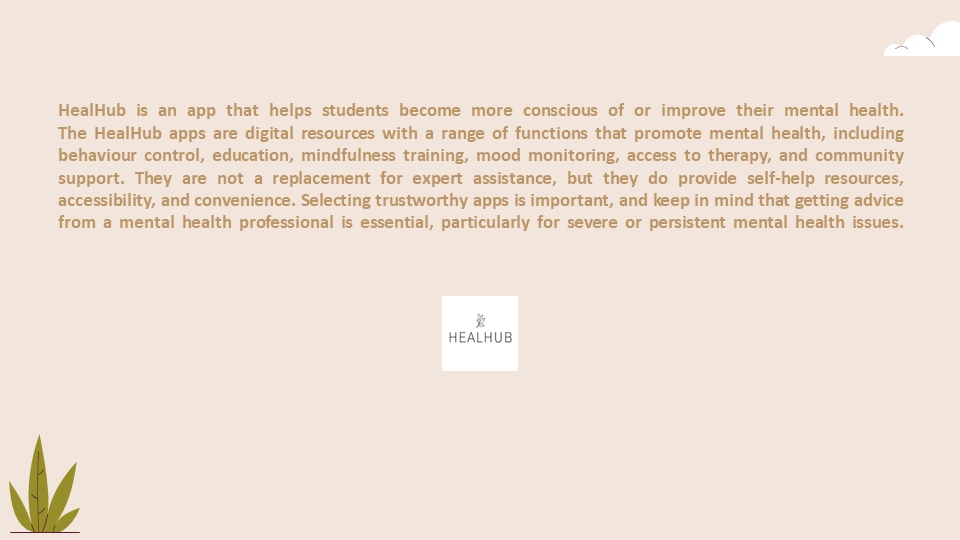 HealHub is an app that helps students become more conscious of or improve their mental health.
The HealHub apps are digital resources with a range of functions that promote mental health, including
behaviour control, education, mindfulness training, mood monitoring, access to therapy, and community
support. They are not a replacement for expert assistance, but they do provide self-help resources,
accessibility, and convenience. Selecting trustworthy apps is important, and keep in mind that getting advice
from a mental health professional is essential, particularly for severe or persistent mental health issues.
HEALHUB